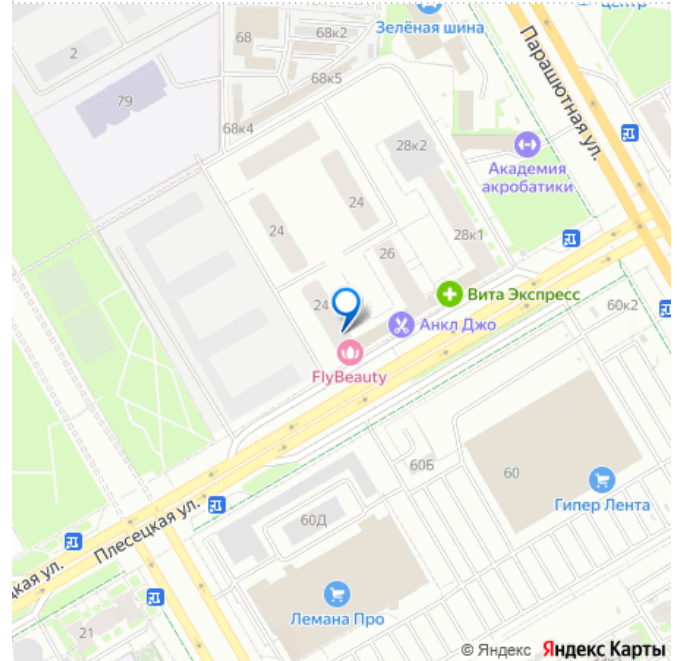 центр
68
68к2
Зелёная шина
2
Парашютная ул.
68к5
79
68к4
28к2
Академия
акробатики
24
24
28к1
26
24
Вита Экспресс
60к2
Анкл Джо
FlyBeauty
60Б
60
Гипер Лента
Плесецкая ул.
60Д
цкая ул.
Лемана Про
21
© Яндекс Яндекс Карты